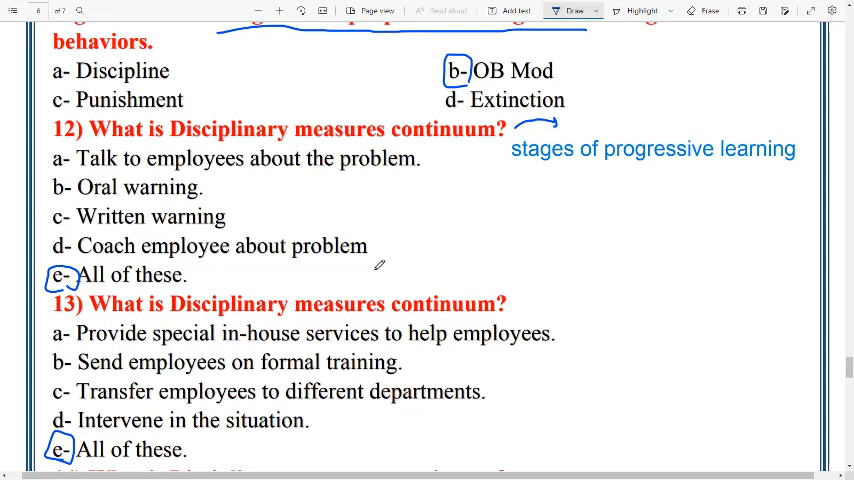 6 of 7
Page view
Read aloud
Add text
Draw
Highlight
Erase
behaviors.
a- Discipline
b- OB Mod
c- Punishment
d- Extinction
12) What is Disciplinary measures continuum?
stages of progressive learning
a- Talk to employees about the problem.
b- Oral warning.
c- Written warning
d- Coach employee about problem
e- All of these.
13) What is Disciplinary measures continuum?
a- Provide special in-house services to help employees.
b- Send employees on formal training.
c- Transfer employees to different departments.
d- Intervene in the situation.
e- All of these.